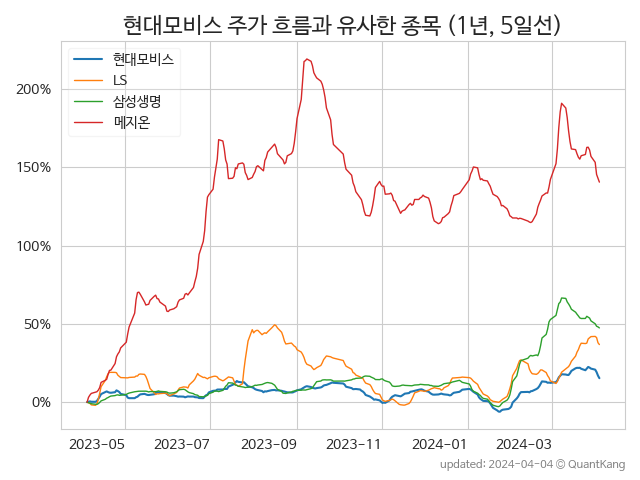 현대모비스 주가 흐름과 유사한 종목 (1년, 5일선)
현대모비스
LS
삼성생명
메지온
200%
150%
100%
50%
0%
2023-05 2023-07 2023-09 2023-11 2024-01 2024-03
updated: 2024-04-04 © QuantKang